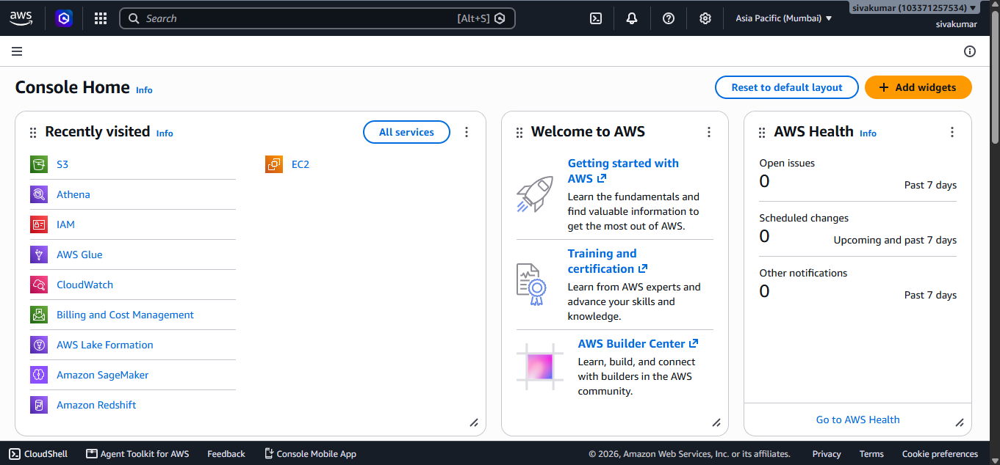 aws
Search [Alt+S]
Asia Pacific (Mumbai)
sivakumar (103371257534)
sivakumar
Console Home Info
Reset to default layout
Add widgets
Recently visited Info
All services
S3
EC2
Athena
IAM
AWS Glue
CloudWatch
Billing and Cost Management
AWS Lake Formation
Amazon SageMaker
Amazon Redshift
Welcome to AWS
Getting started with
AWS
Learn the fundamentals and
find valuable information to
get the most out of AWS.
Training and
certification
Learn from AWS experts and
advance your skills and
knowledge.
AWS Builder Center
Learn, build, and connect
with builders in the AWS
community.
AWS Health Info
Open issues
0
Past 7 days
Scheduled changes
0
Upcoming and past 7 days
Other notifications
0
Past 7 days
Go to AWS Health
CloudShell
Agent Toolkit for AWS
Feedback
Console Mobile App
© 2026, Amazon Web Services, Inc. or its affiliates.
Privacy
Terms
Cookie preferences